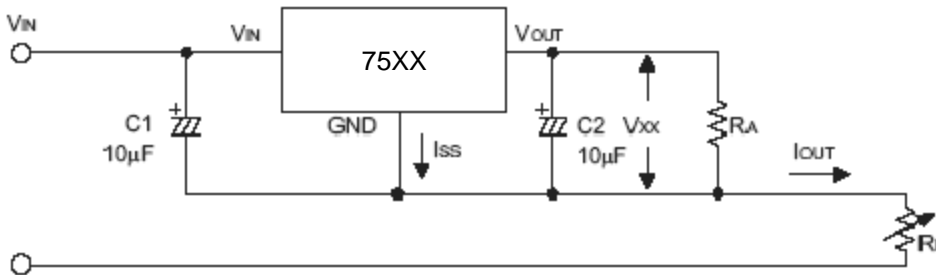 VIN
VIN
75XX
VOUT
C1
10μF
GND
ISS
C2
10μF
VXX
RA
IOUT